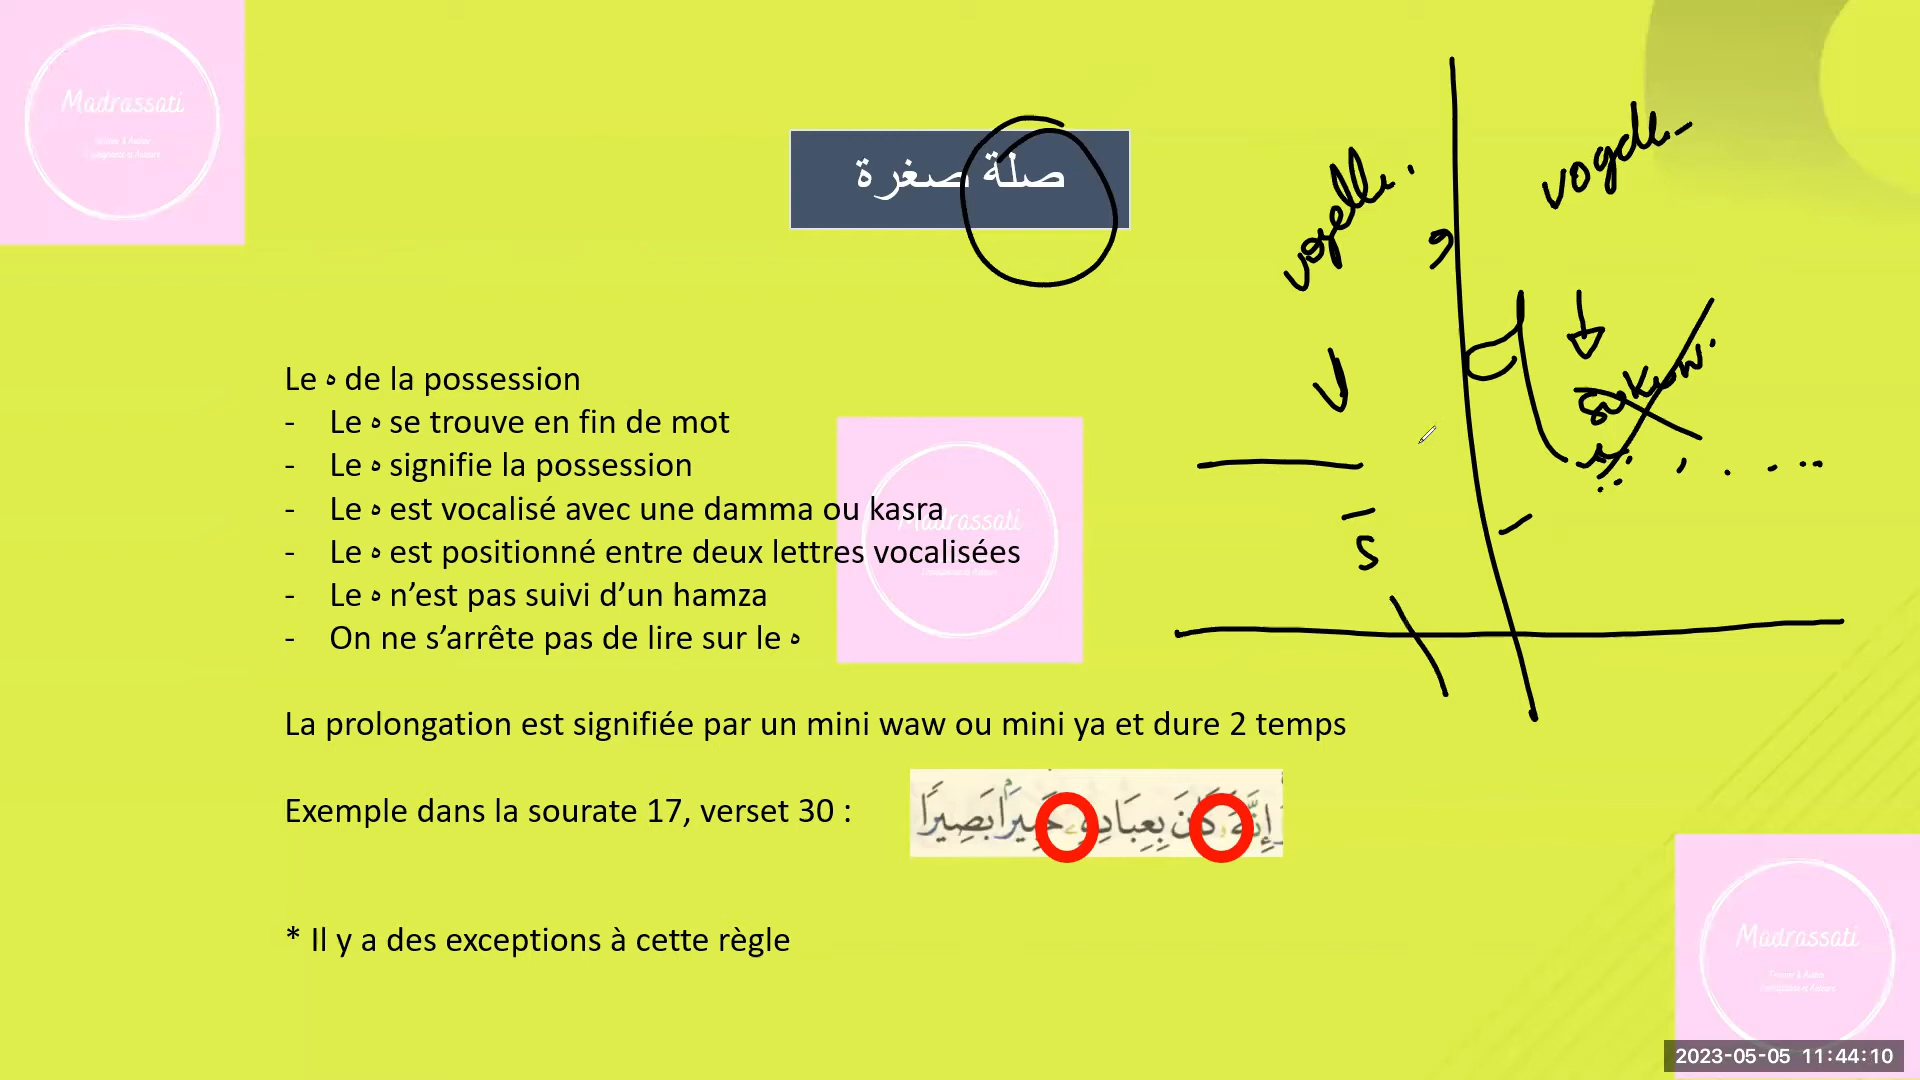 Madrassati
صلة صغرة
voyelle.
voyelle
sukun.
Le ه de la possession
- Le ه se trouve en fin de mot
- Le ه signifie la possession
- Le ه est vocalisé avec une damma ou kasra
- Le ه est positionné entre deux lettres vocalisées
- Le ه n’est pas suivi d’un hamza
- On ne s’arrête pas de lire sur le ه
Madrassati
La prolongation est signifiée par un mini waw ou mini ya et dure 2 temps
Exemple dans la sourate 17, verset 30 :
إِنَّهُۥ كَانَ بِعِبَادِهِۦ خَبِيرَۢا بَصِيرًا
* Il y a des exceptions à cette règle
Madrassati
2023-05-05 11:44:10